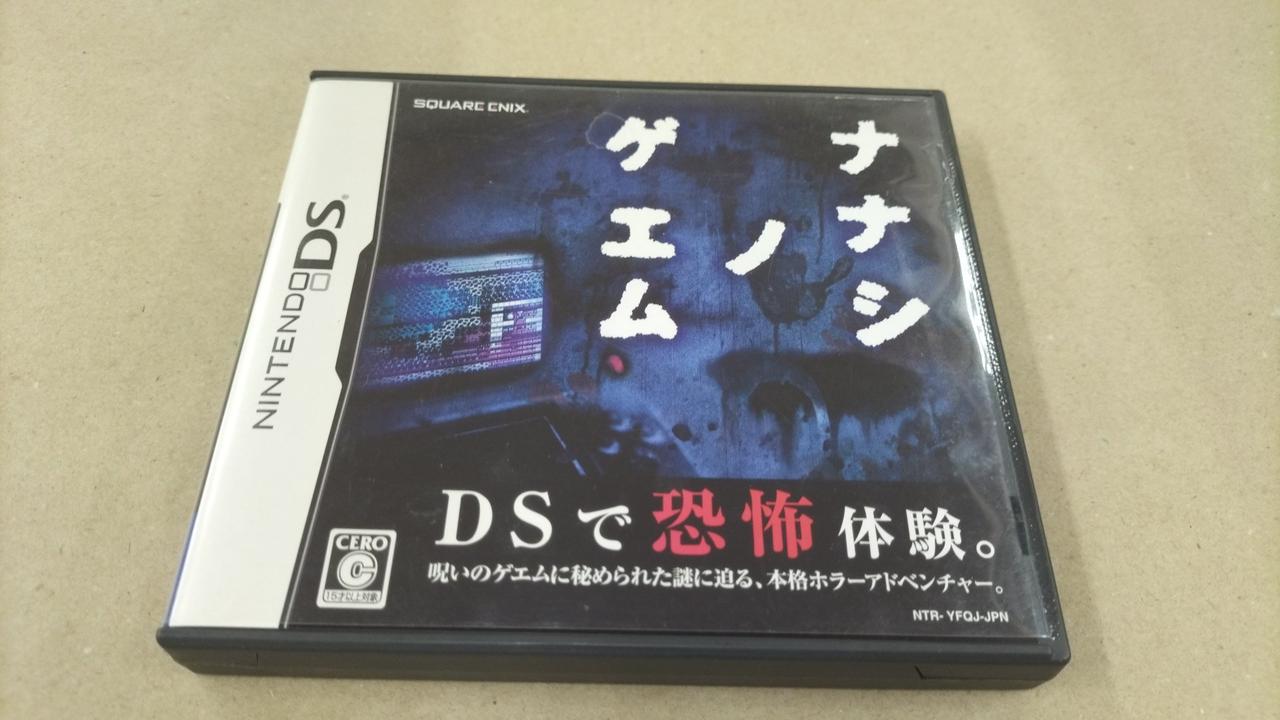 SQUARE ENIX
ナナシ
ノ
ゲエム
NINTENDO DS
DSで恐怖体験。
呪いのゲエムに秘められた謎に迫る、本格ホラーアドベンチャー。
CERO
C
15才以上対象
NTR-YFQJ-JPN